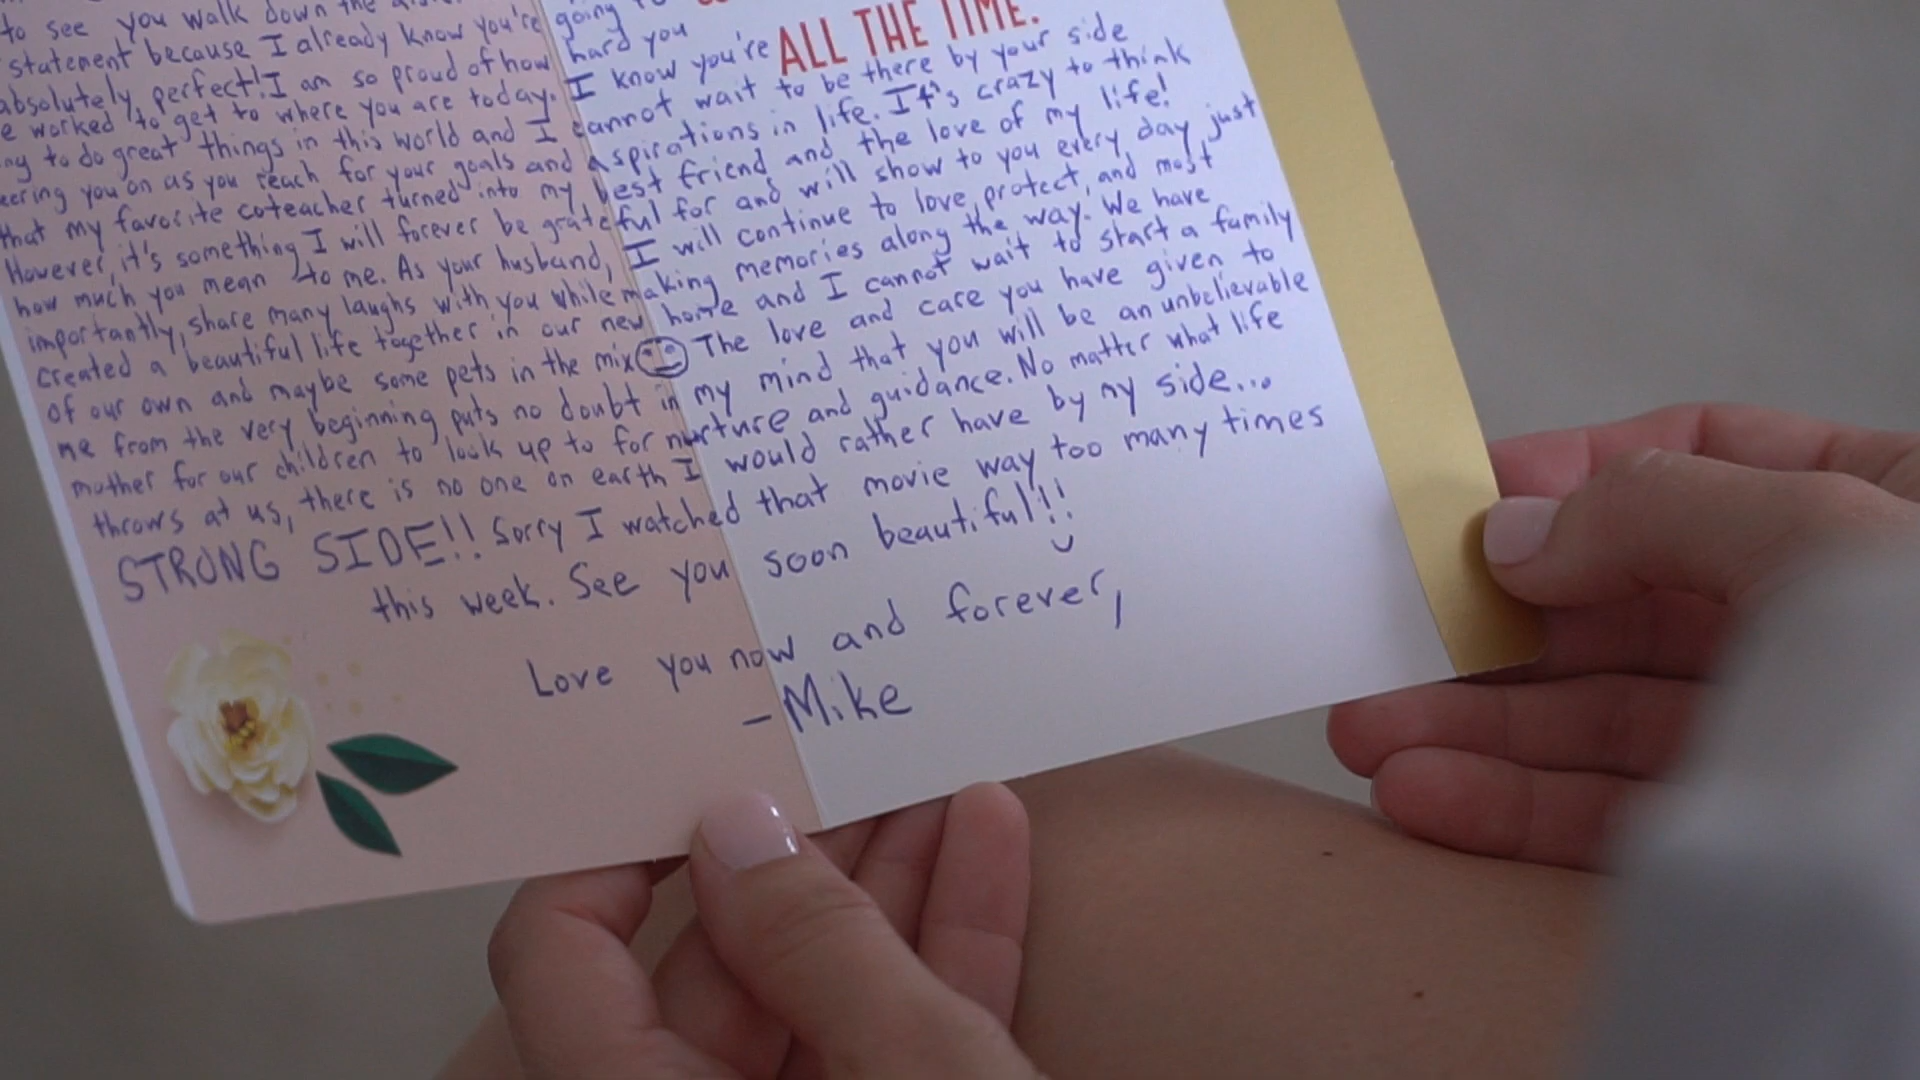 going to
ALL THE TIME.
to see you walk down the
statement because I already know you're hard you
absolutely perfect! I am so proud of how I know you're
worked to get to where you are today. I cannot wait to be there by your side
to do great things in this world and I aspirations in life. It's crazy to think
you on as you reach for your goals and best friend and the love of my life!
that my favorite coteacher turned into my grateful for and will show to you every day just
However, it's something I will forever be I will continue to love, protect, and most
how much you mean to me. As your husband, making memories along the way. We have
importantly, share many laughs with you while home and I cannot wait to start a family
created a beautiful life together in our new The love and care you have given to
of our own and maybe some pets in the mix my mind that you will be an unbelievable
me from the very beginning puts no doubt in nurture and guidance. No matter what life
mother for our children to look up to for I would rather have by my side...
throws at us, there is no one on earth that movie way too many times
STRONG SIDE!! Sorry I watched soon beautiful!!
this week. See you
Love you now and forever,
-Mike